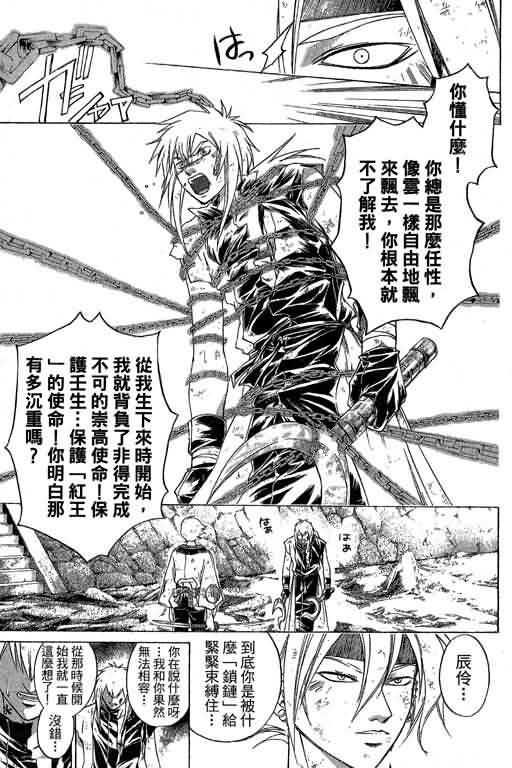 はっ
ガ
你懂什麼！
你總是那麼任性，
像雲一樣自由地飄
來飄去，你根本就
不了解我！
從我生下來時開始，
我就背負了非得完成
不可的崇高使命！保
護壬生…保護「紅王
」的使命！你明白那
有多沉重嗎？
はぁ
はぁ
辰伶…
到底你是被什
麼「鎖鏈」給
緊緊束縛住…
你在說什麼呀
…我和你果然
無法相容…
從那時候開
始我就一直
這麼想了！
沒錯…